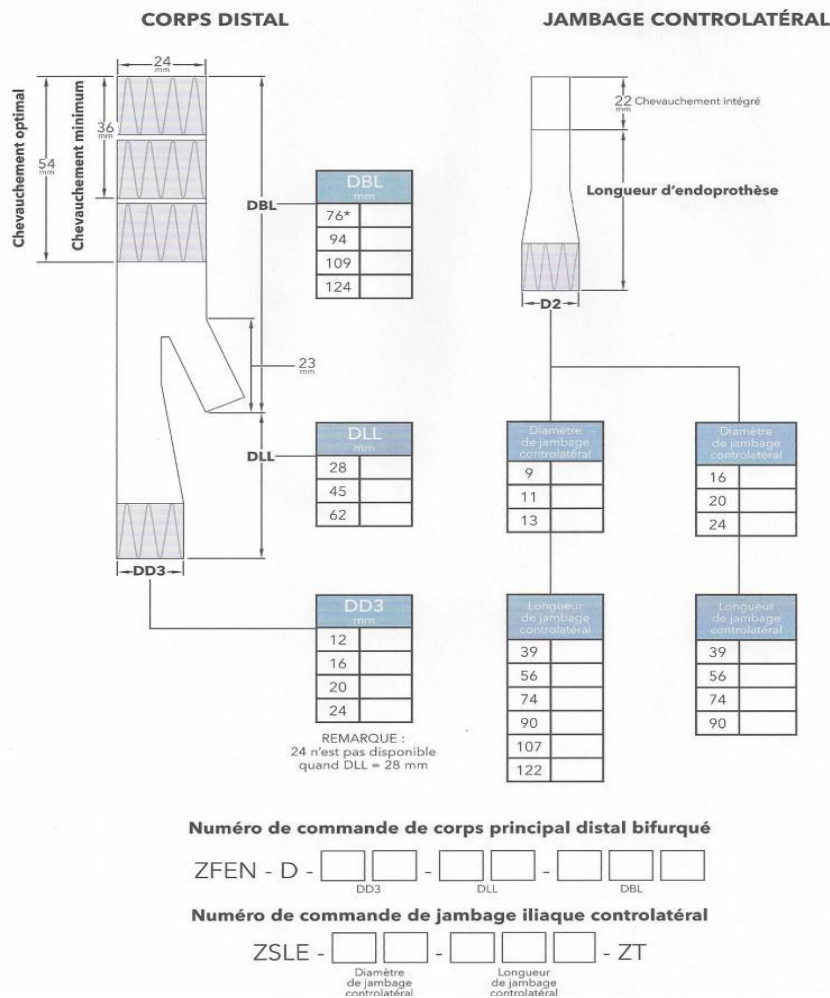 CORPS DISTAL
24
mm
Chevauchement optimal
54
mm
Chevauchement minimum
36
mm
DBL
DBL
mm
76*
94
109
124
23
mm
DLL
DLL
mm
28
45
62
DD3
DD3
mm
12
16
20
24
REMARQUE :
24 n'est pas disponible
quand DLL = 28 mm
JAMBAGE CONTROLATÉRAL
22
mm
Chevauchement intégré
Longueur d'endoprothèse
D2
Diamètre
de jambage
controlatéral
9
11
13
Diamètre
de jambage
controlatéral
16
20
24
Longueur
de jambage
controlatéral
39
56
74
90
107
122
Longueur
de jambage
controlatéral
39
56
74
90
Numéro de commande de corps principal distal bifurqué
ZFEN - D - - -
DD3 DLL DBL
Numéro de commande de jambage iliaque controlatéral
ZSLE - - - ZT
Diamètre
de jambage
controlatéral
Longueur
de jambage
controlatéral